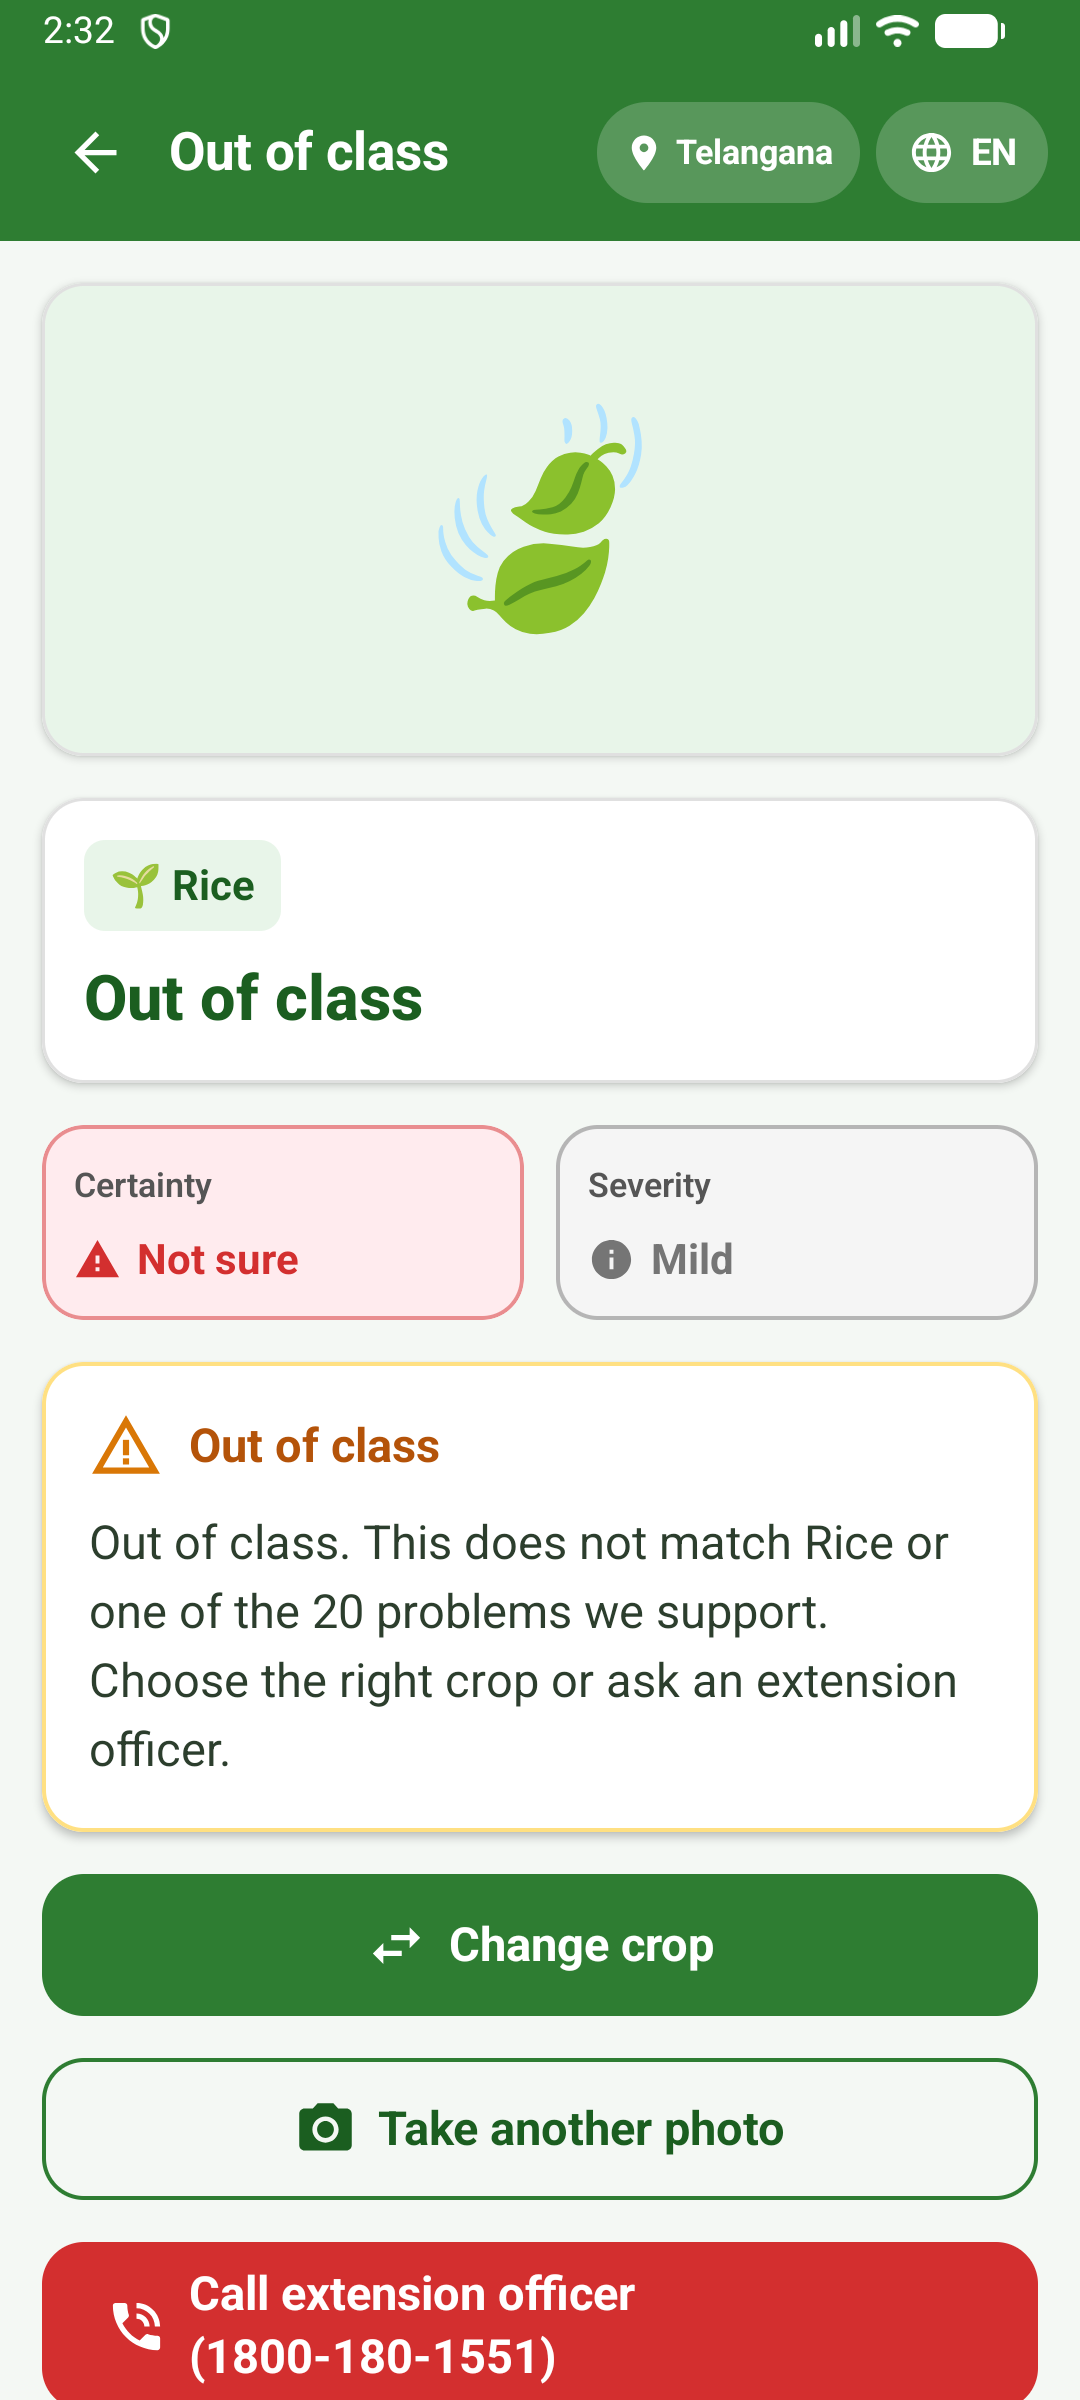 2:32
Out of class
Telangana
EN
Rice
Out of class
Certainty
Severity
Not sure
Mild
Out of class
Out of class. This does not match Rice or
one of the 20 problems we support.
Choose the right crop or ask an extension
officer.
Change crop
Take another photo
Call extension officer
(1800-180-1551)